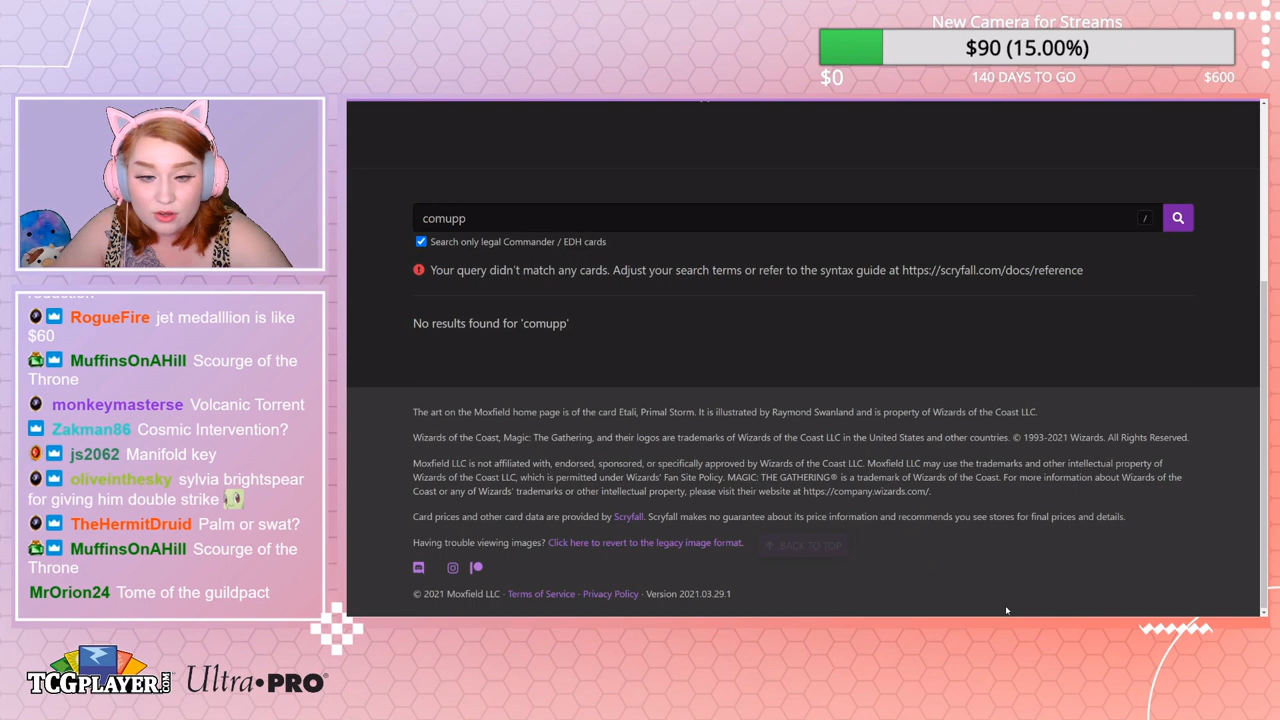 New Camera for Streams
$90 (15.00%)
$0
140 DAYS TO GO
$600
comupp
/
Search only legal Commander / EDH cards
Your query didn't match any cards. Adjust your search terms or refer to the syntax guide at https://scryfall.com/docs/reference
No results found for 'comupp'
The art on the Moxfield home page is of the card Etali, Primal Storm. It is illustrated by Raymond Swanland and is property of Wizards of the Coast LLC.
Wizards of the Coast, Magic: The Gathering, and their logos are trademarks of Wizards of the Coast LLC in the United States and other countries. © 1993-2021 Wizards. All Rights Reserved.
Moxfield LLC is not affiliated with, endorsed, sponsored, or specifically approved by Wizards of the Coast LLC. Moxfield LLC may use the trademarks and other intellectual property of
Wizards of the Coast LLC, which is permitted under Wizards' Fan Site Policy. MAGIC: THE GATHERING® is a trademark of Wizards of the Coast. For more information about Wizards of the
Coast or any of Wizards' trademarks or other intellectual property, please visit their website at https://company.wizards.com/.
Card prices and other card data are provided by Scryfall. Scryfall makes no guarantee about its price information and recommends you see stores for final prices and details.
Having trouble viewing images? Click here to revert to the legacy image format.
BACK TO TOP
© 2021 Moxfield LLC · Terms of Service · Privacy Policy · Version 2021.03.29.1
RogueFire jet medalllion is like
$60
MuffinsOnAHill Scourge of the
Throne
monkeymasterse Volcanic Torrent
Zakman86 Cosmic Intervention?
js2062 Manifold key
oliveinthesky sylvia brightspear
for giving him double strike
TheHermitDruid Palm or swat?
MuffinsOnAHill Scourge of the
Throne
MrOrion24 Tome of the guildpact
TCGPLAYER.COM
Ultra·PRO